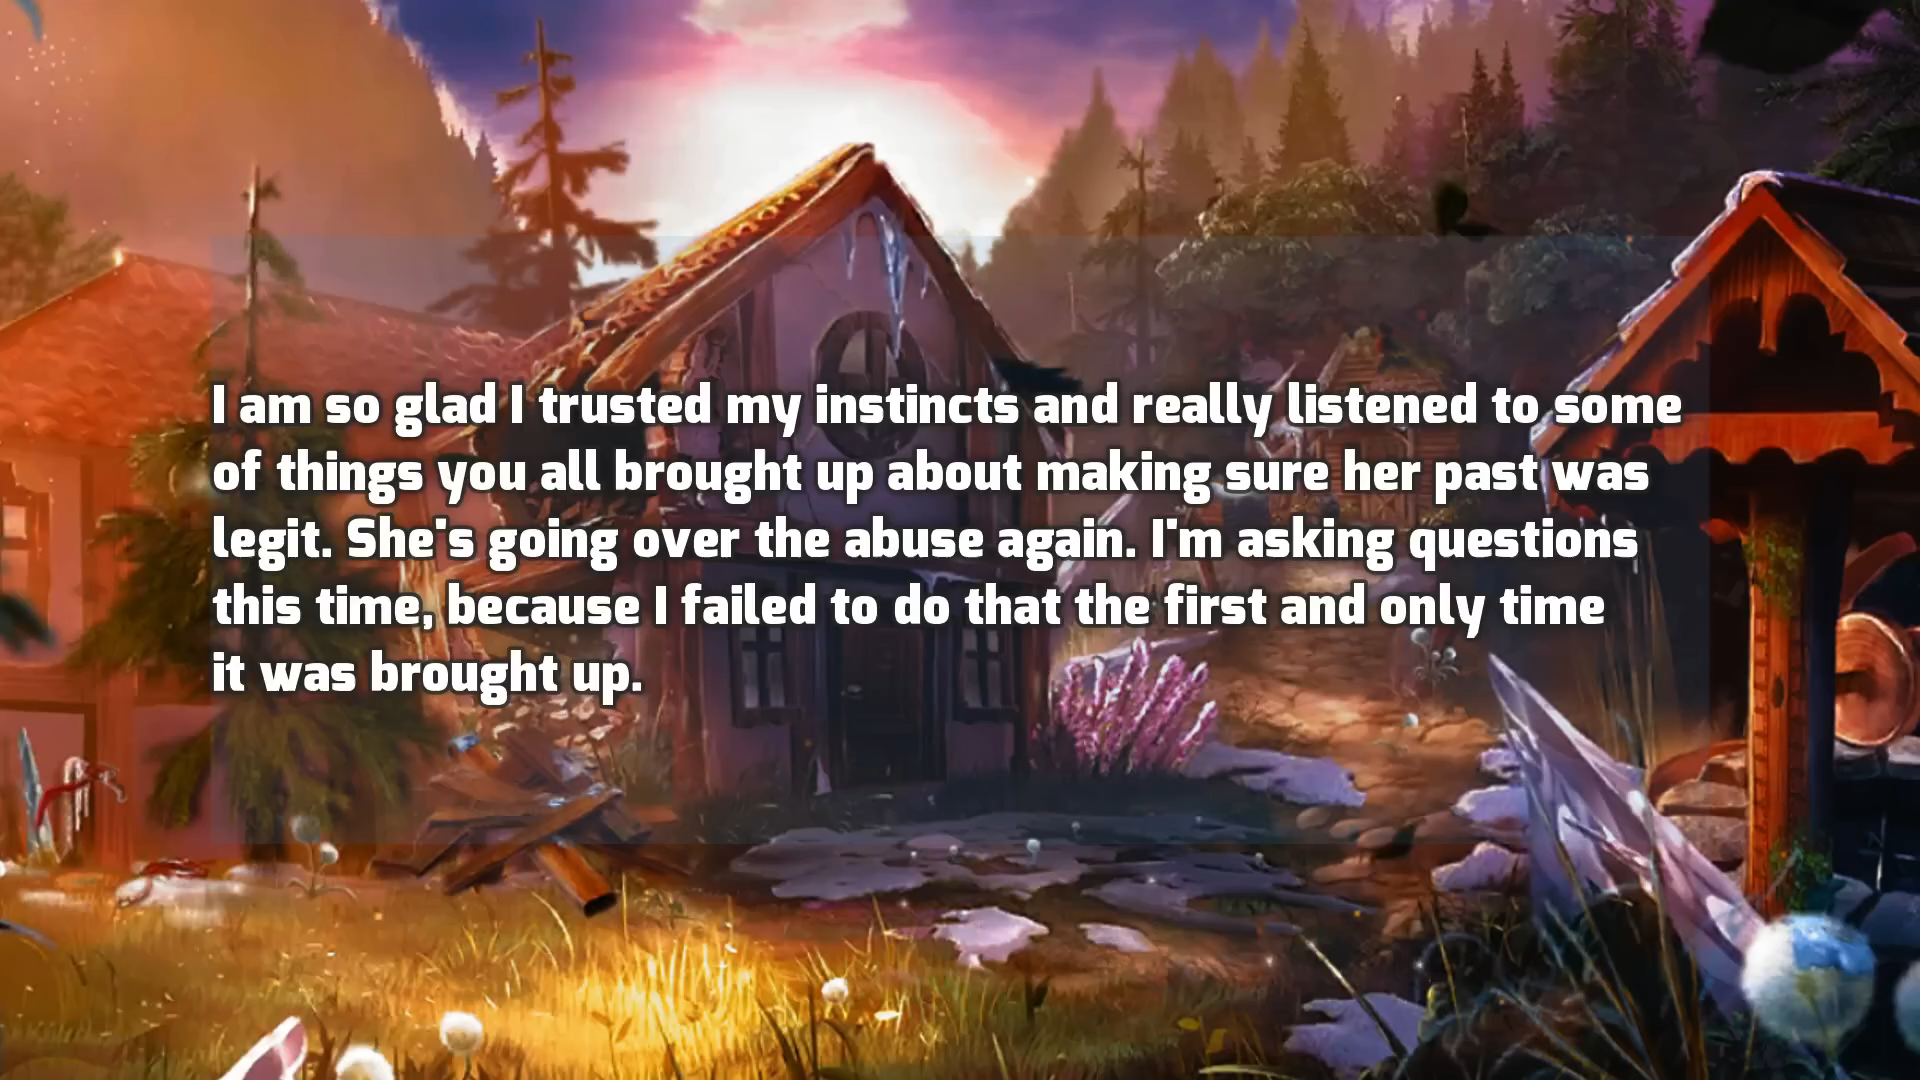 I am so glad I trusted my instincts and really listened to some
of things you all brought up about making sure her past was
legit. She's going over the abuse again. I'm asking questions
this time, because I failed to do that the first and only time
it was brought up.